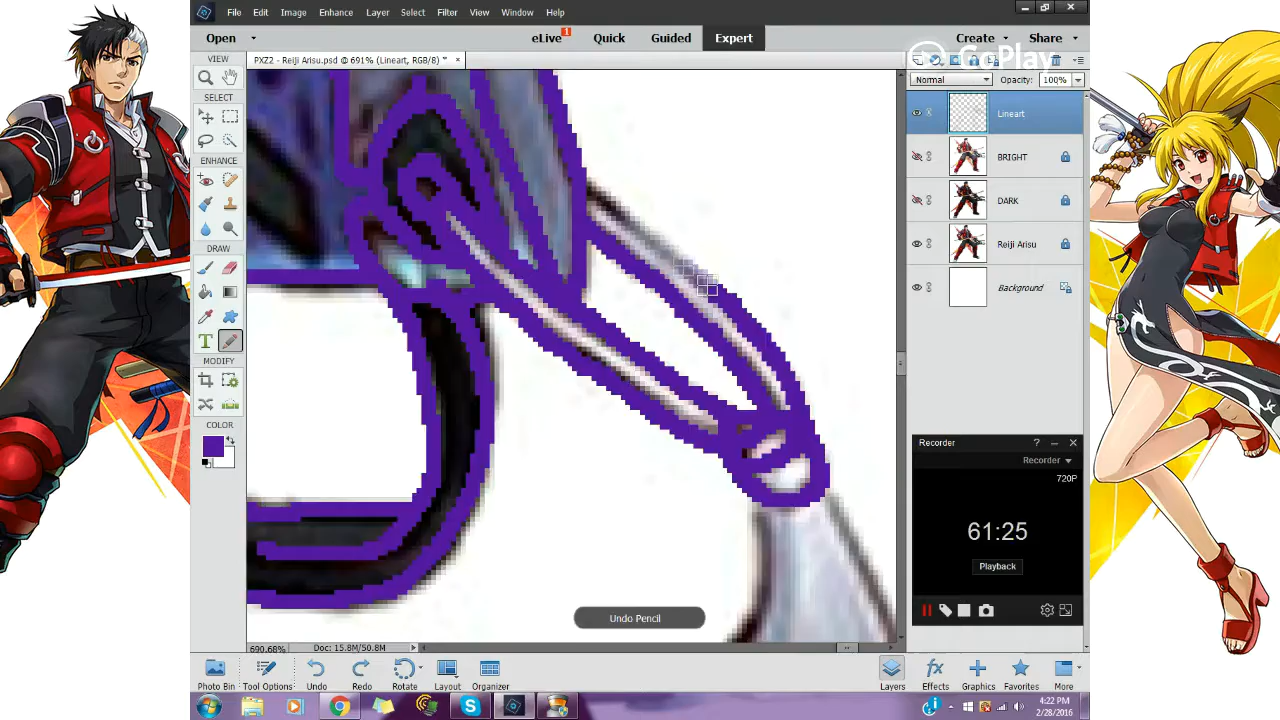 File Edit Image Enhance Layer Select Filter View Window Help
Open eLive 1 Quick Guided Expert Create Share
GoPlay
VIEW PXZ2 - Reiji Arisu.psd @ 691% (Lineart, RGB/8) * ×
Normal Opacity: 100%
SELECT
Lineart
ENHANCE
BRIGHT
DARK
DRAW
Reiji Arisu
Background
T
MODIFY
COLOR
Recorder ? ×
Recorder
720P
61:25
Playback
Undo Pencil
690.68% Doc: 15.8M/50.8M
Photo Bin Tool Options Undo Redo Rotate Layout Organizer Layers Effects Graphics Favorites More
4:22 PM
2/28/2016